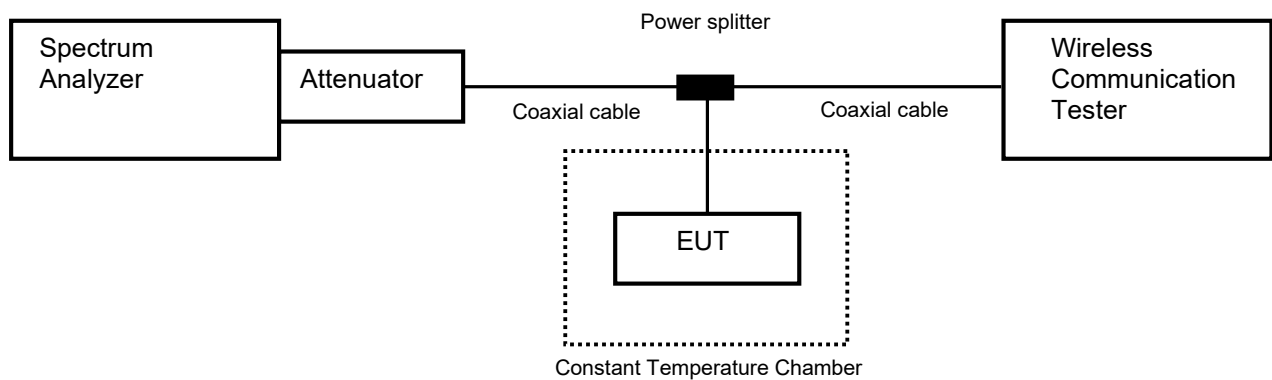 Power splitter
Spectrum
Analyzer
Attenuator
Wireless
Communication
Tester
Coaxial cable
Coaxial cable
EUT
Constant Temperature Chamber